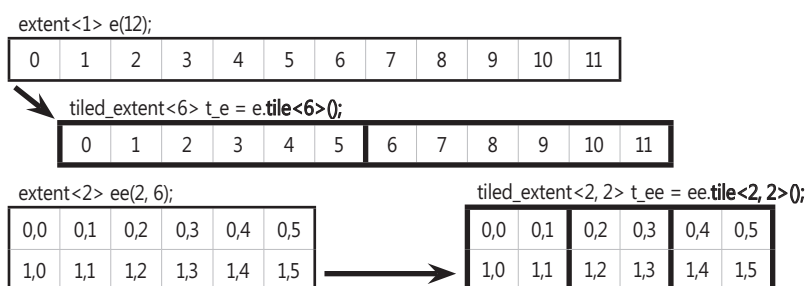 extent<1> e(12);
0 1 2 3 4 5 6 7 8 9 10 11
tiled_extent<6> t_e = e.tile<6>();
0 1 2 3 4 5 6 7 8 9 10 11
extent<2> ee(2, 6);
0,0 0,1 0,2 0,3 0,4 0,5
1,0 1,1 1,2 1,3 1,4 1,5
tiled_extent<2, 2> t_ee = ee.tile<2, 2>();
0,0 0,1 0,2 0,3 0,4 0,5
1,0 1,1 1,2 1,3 1,4 1,5